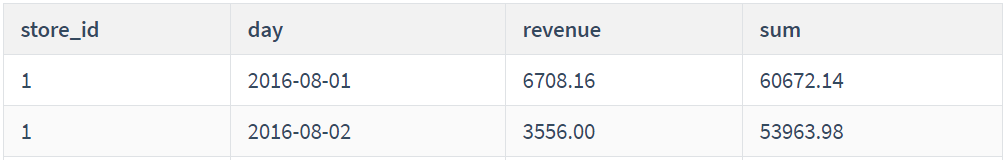 store_id day revenue sum
1 2016-08-01 6708.16 60672.14
1 2016-08-02 3556.00 53963.98